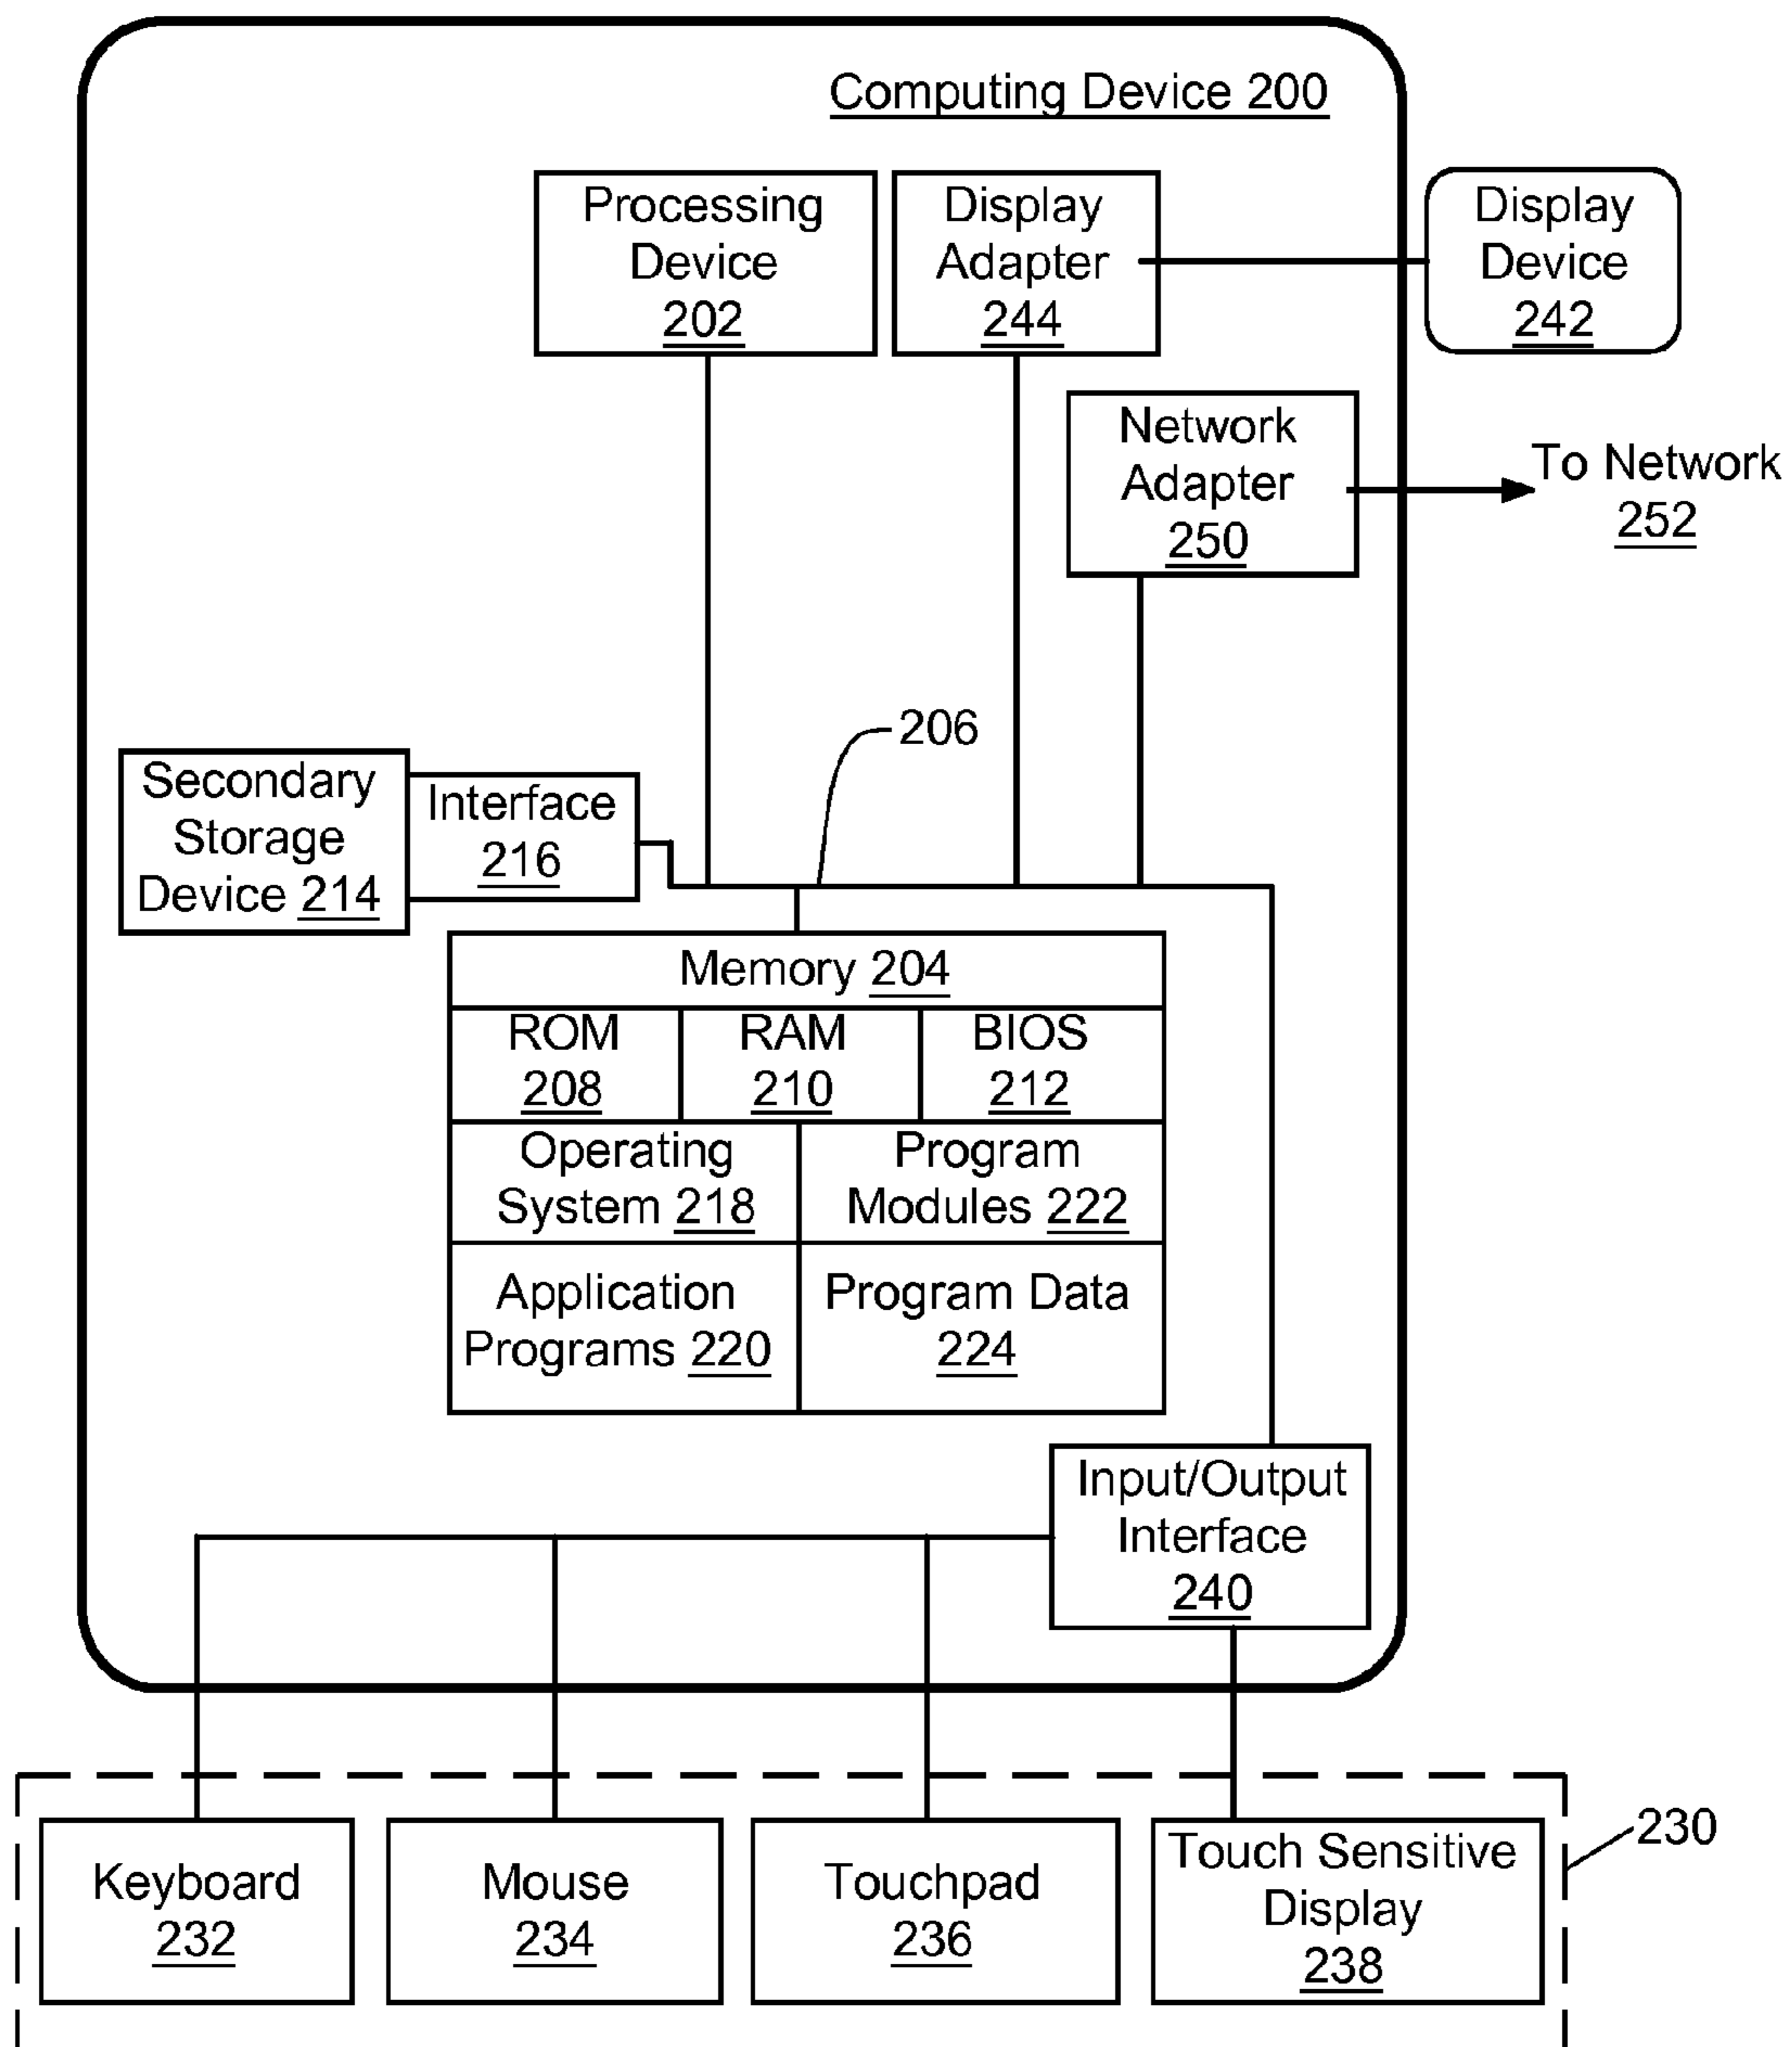 Computing Device 200
Processing
Device
202
Display
Adapter
244
Display
Device
242
Network
Adapter
250
To Network
252
206
Secondary
Storage
Device 214
Interface
216
Memory 204
ROM
208
RAM
210
BIOS
212
Operating
System 218
Program
Modules 222
Application
Programs 220
Program Data
224
Input/Output
Interface
240
230
Keyboard
232
Mouse
234
Touchpad
236
Touch Sensitive
Display
238